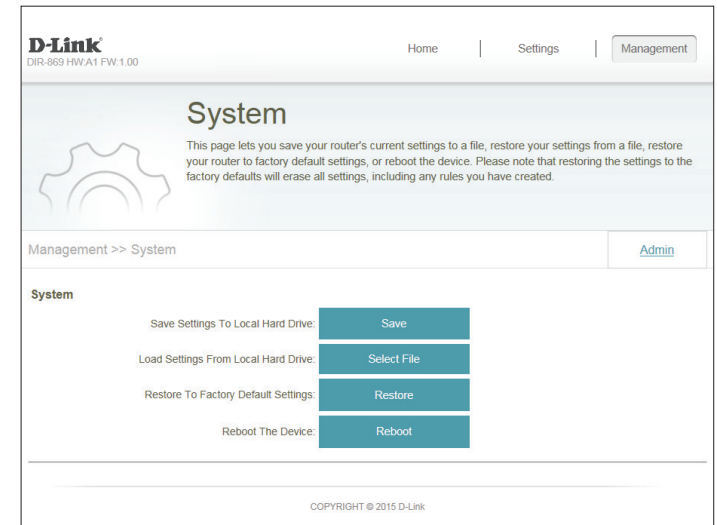 D-Link
DIR-869 HW:A1 FW:1.00
Home | Settings | Management
System
This page lets you save your router's current settings to a file, restore your settings from a file, restore
your router to factory default settings, or reboot the device. Please note that restoring the settings to the
factory defaults will erase all settings, including any rules you have created.
Management >> System
Admin
System
Save Settings To Local Hard Drive: Save
Load Settings From Local Hard Drive: Select File
Restore To Factory Default Settings: Restore
Reboot The Device: Reboot
COPYRIGHT © 2015 D-Link